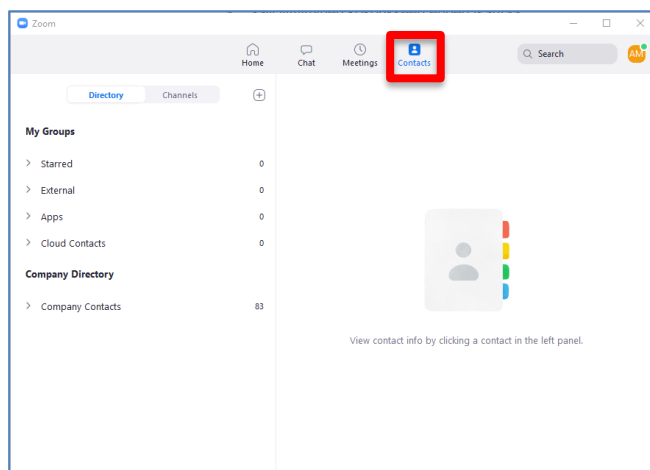 Zoom
Home
Chat
Meetings
Contacts
Search
AM
Directory
Channels
My Groups
Starred 0
External 0
Apps 0
Cloud Contacts 0
Company Directory
Company Contacts 83
View contact info by clicking a contact in the left panel.